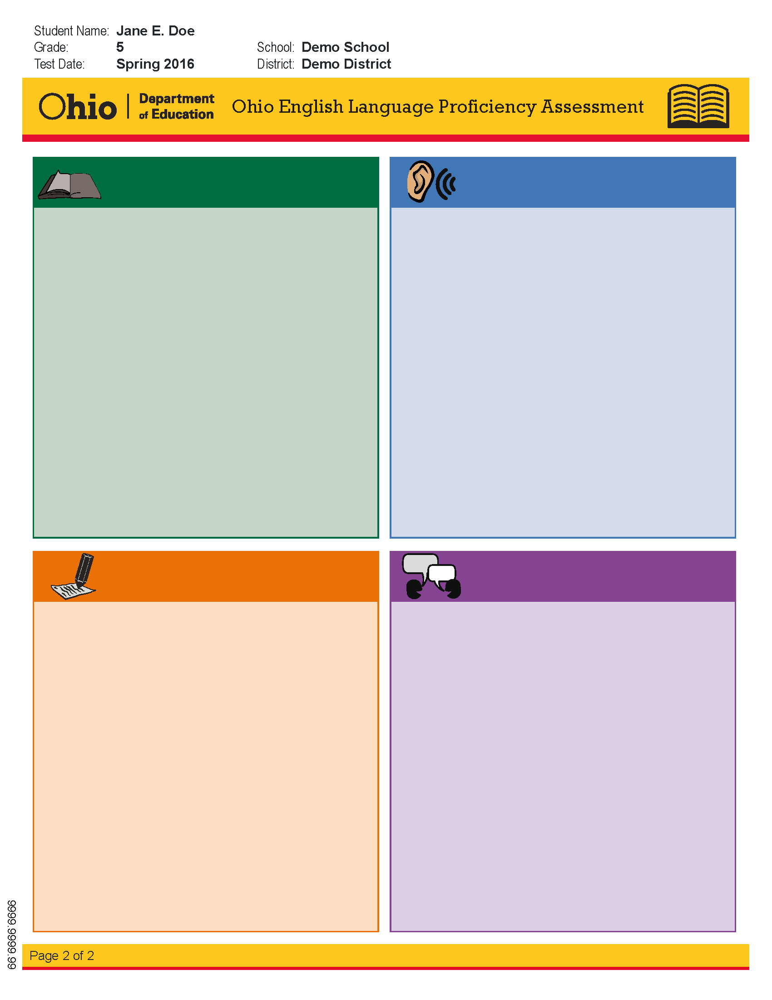 Student Name: Jane E. Doe
Grade: 5 School: Demo School
Test Date: Spring 2016 District: Demo District
Ohio Department of Education Ohio English Language Proficiency Assessment
9999.9999.99
Page 2 of 2